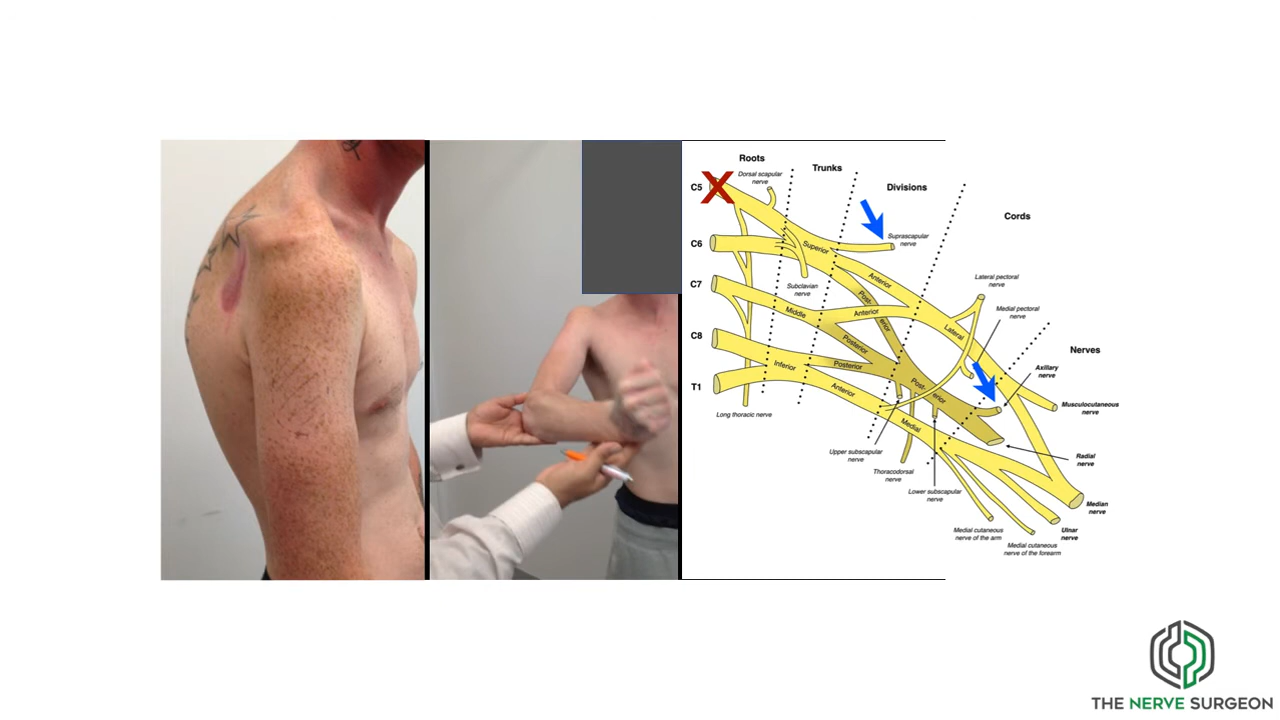 Roots
Trunks
Divisions
Cords
Nerves
C5
C6
C7
C8
T1
Dorsal scapular
nerve
Suprascapular
nerve
Superior
Subclavian
nerve
Anterior
Posterior
Middle
Anterior
Posterior
Lateral pectoral
nerve
Medial pectoral
nerve
Lateral
Inferior
Posterior
Anterior
Posterior
Medial
Long thoracic nerve
Axillary
nerve
Musculocutaneous
nerve
Upper subscapular
nerve
Thoracodorsal
nerve
Lower subscapular
nerve
Radial
nerve
Median
nerve
Medial cutaneous
nerve of the arm
Ulnar
nerve
Medial cutaneous
nerve of the forearm
THE NERVE SURGEON